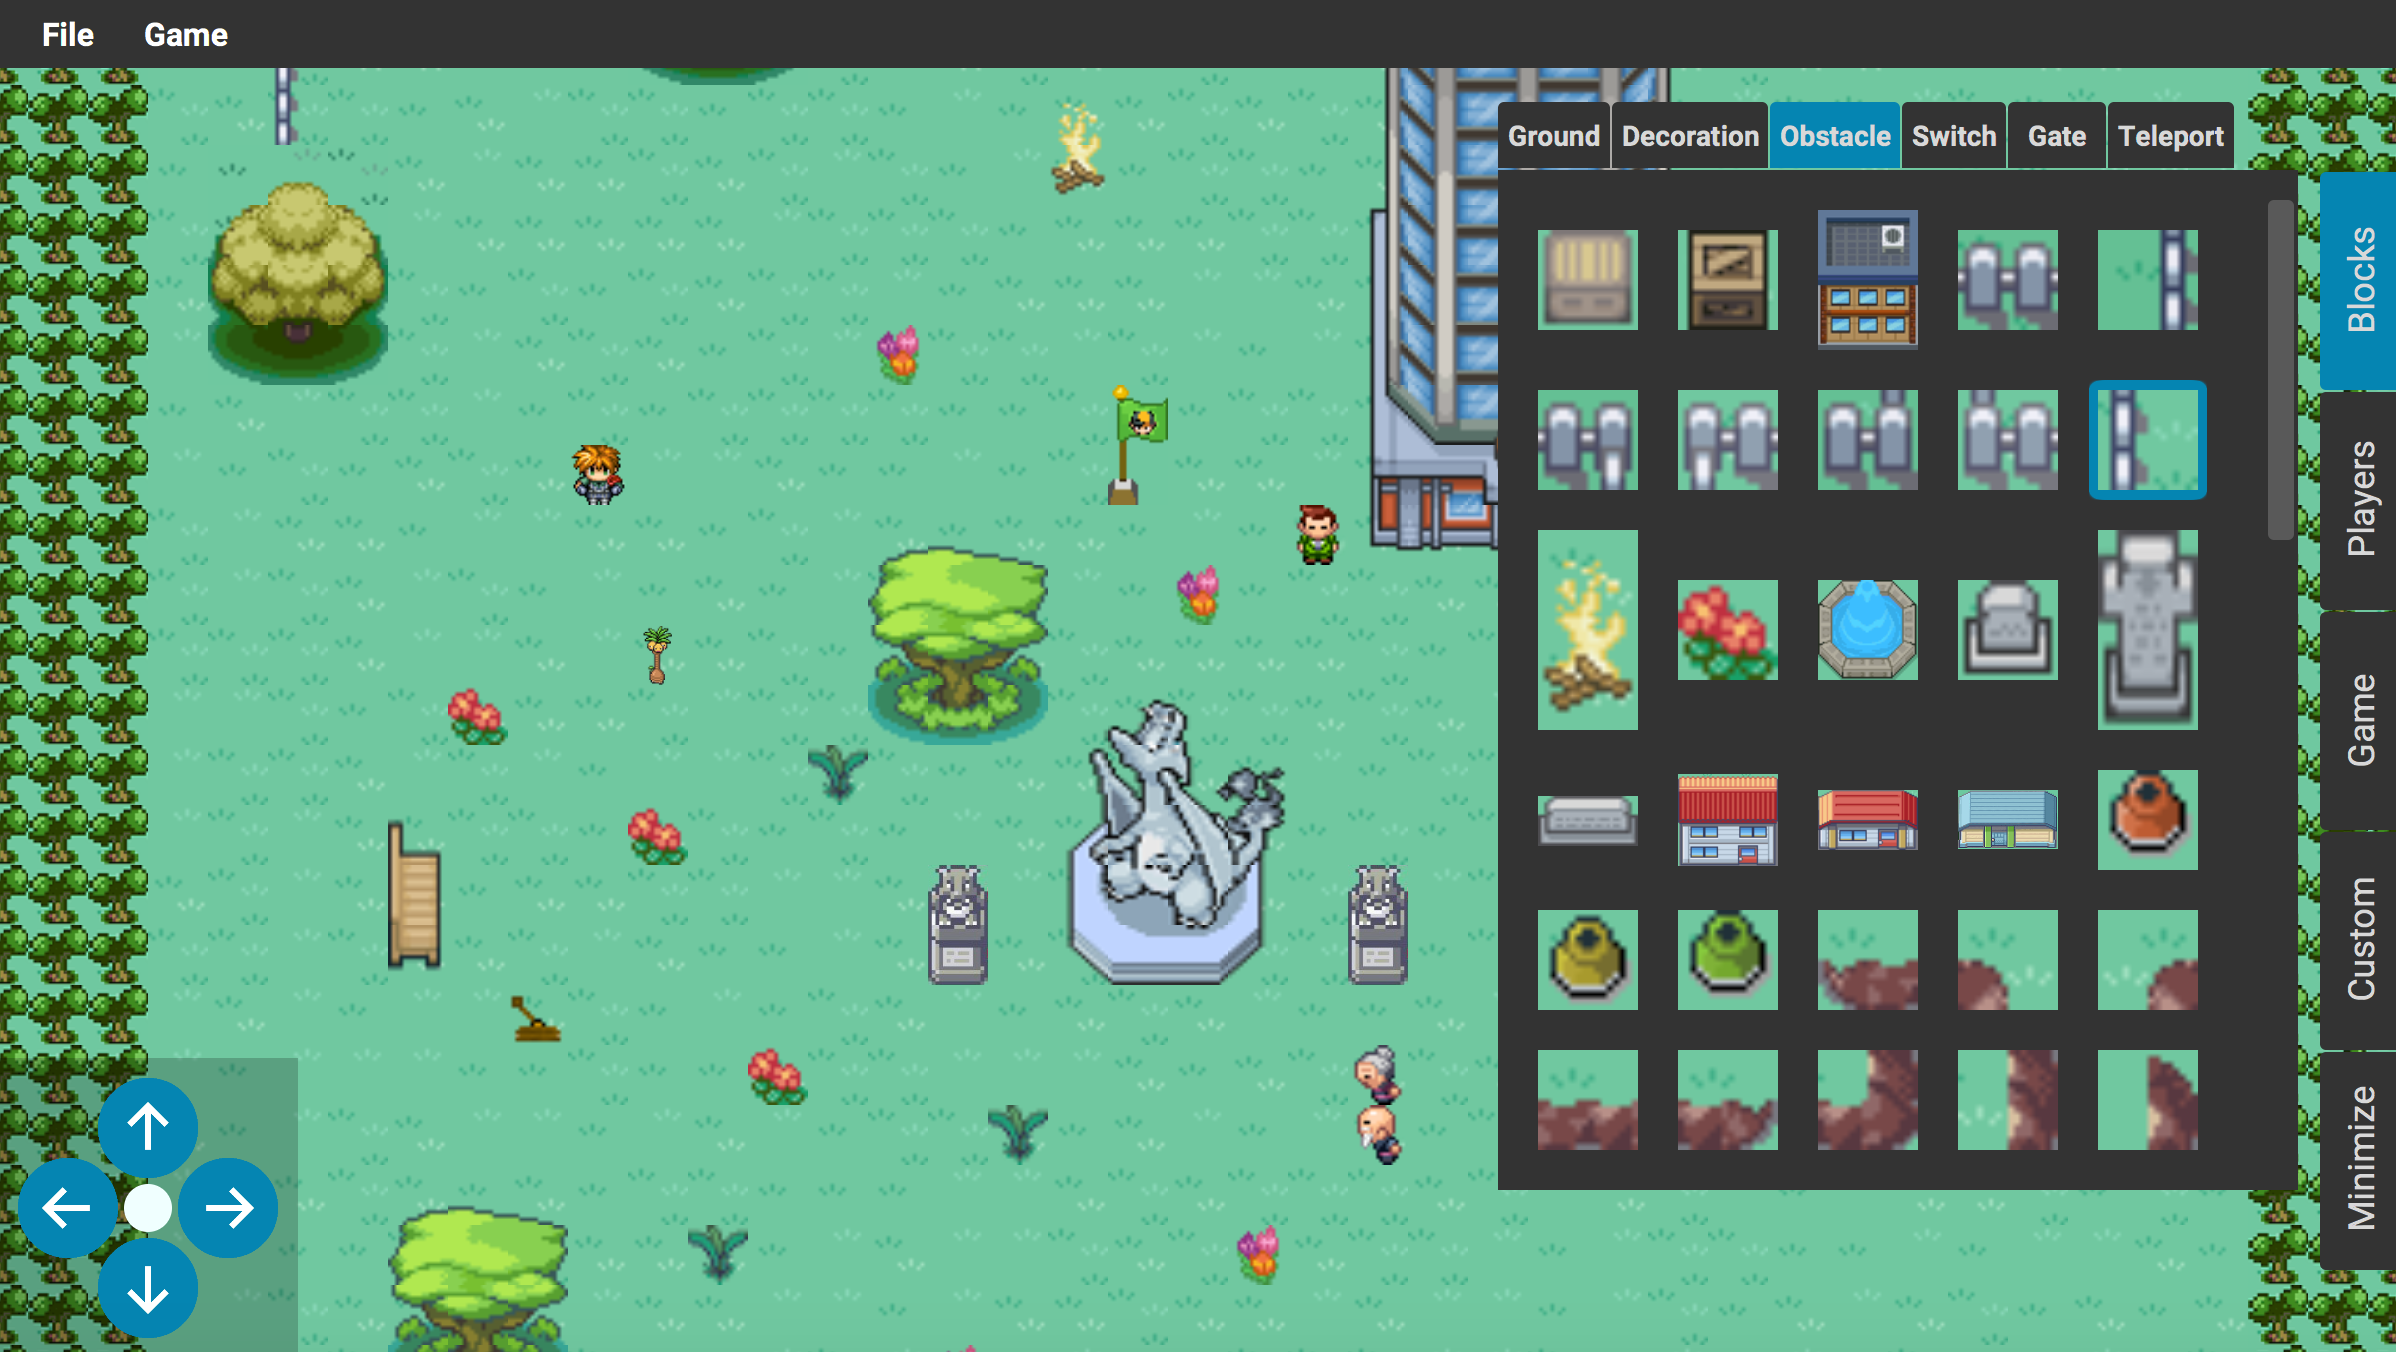 File Game
Ground Decoration Obstacle Switch Gate Teleport
Blocks
Players
Game
Custom
Minimize